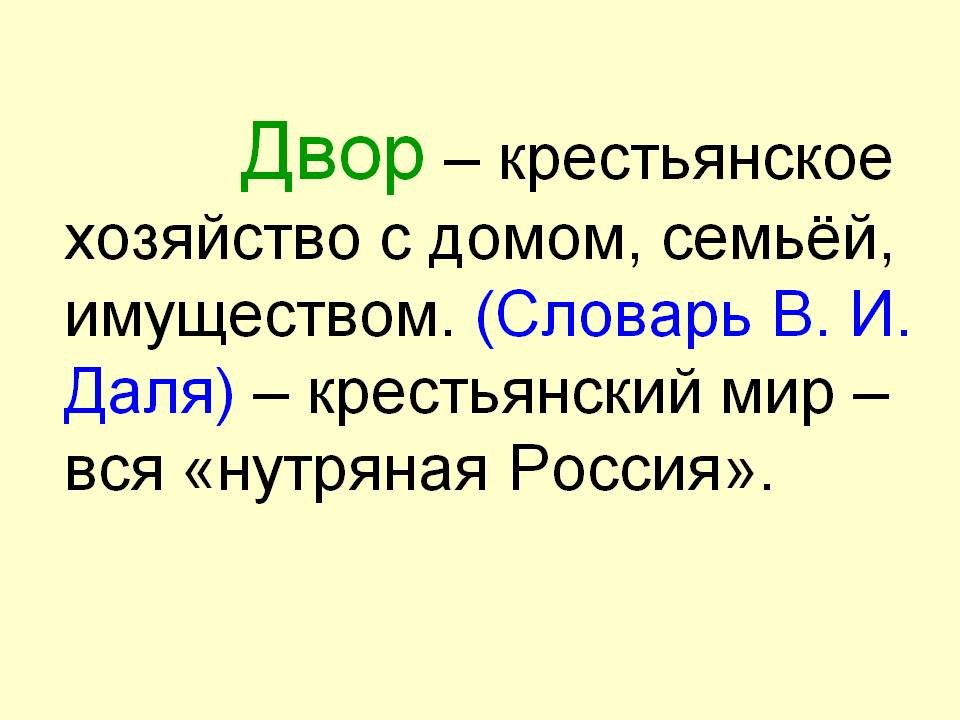 Двор – крестьянское
хозяйство с домом, семьёй,
имуществом. (Словарь В. И.
Даля) – крестьянский мир –
вся «нутряная Россия».